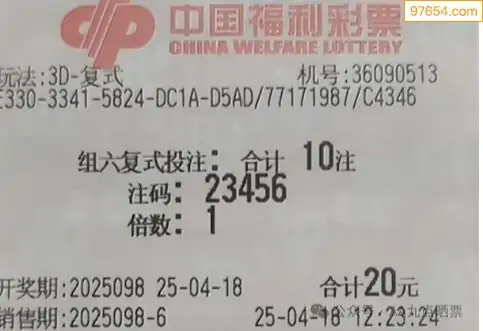 97654.com
中国福利彩票
CHINA WELFARE LOTTERY
玩法:3D-复式 机号:36090513
E330-3341-5824-DC1A-D5AD/77171987/C4346
组六复式投注: 合计 10注
注码: 23456
倍数: 1
开奖期:2025098 25-04-18 合计20元
销售期:2025098-6 25-04-18 12:23:24
公众号